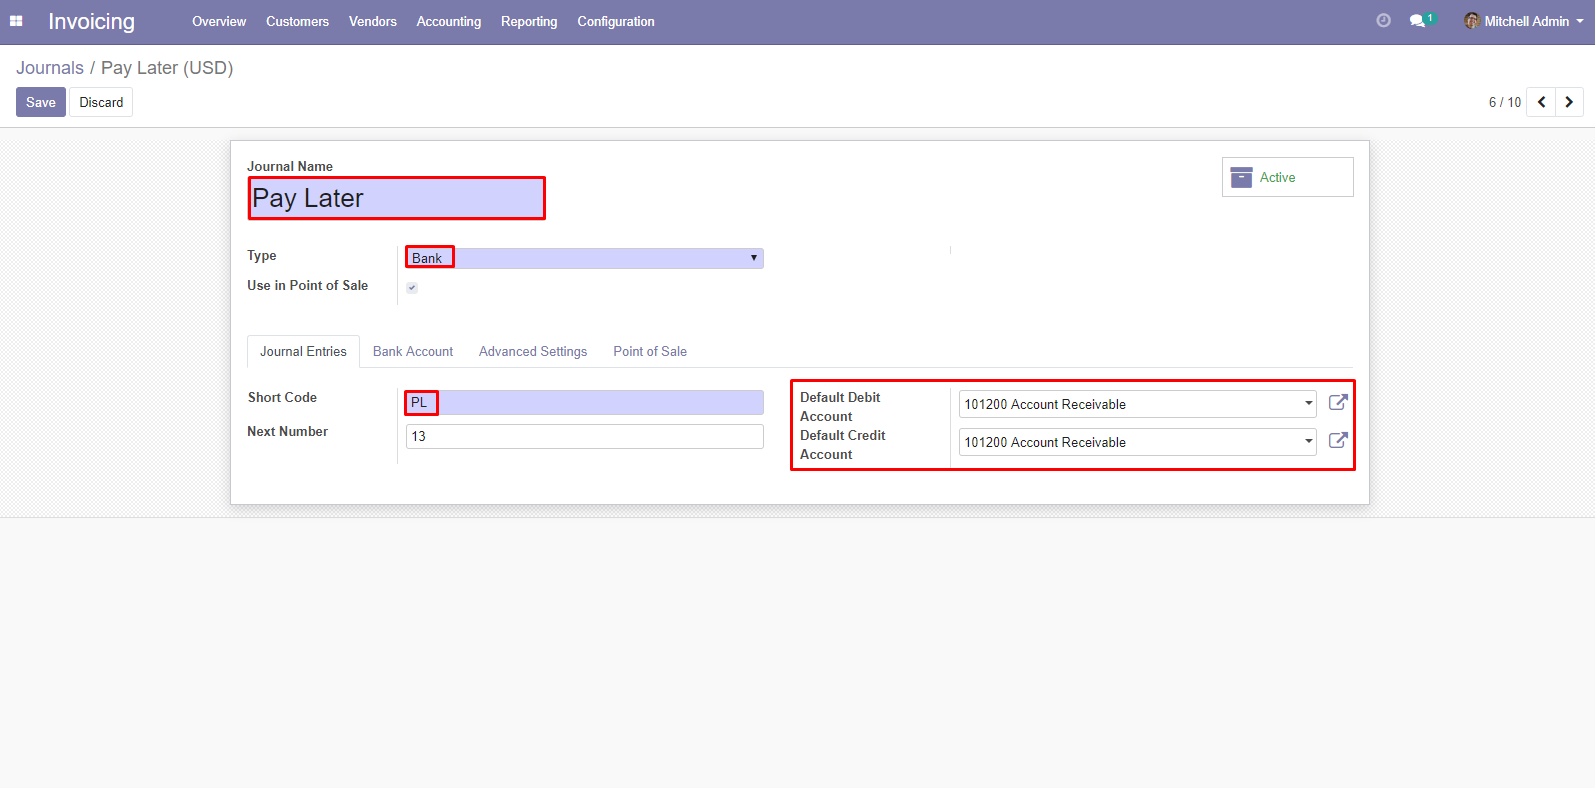 Invoicing Overview Customers Vendors Accounting Reporting Configuration 1 Mitchell Admin
Journals / Pay Later (USD)
Save Discard 6 / 10
Journal Name
Pay Later
Active
Type Bank
Use in Point of Sale
Journal Entries Bank Account Advanced Settings Point of Sale
Short Code PL
Next Number 13
Default Debit Account 101200 Account Receivable
Default Credit Account 101200 Account Receivable